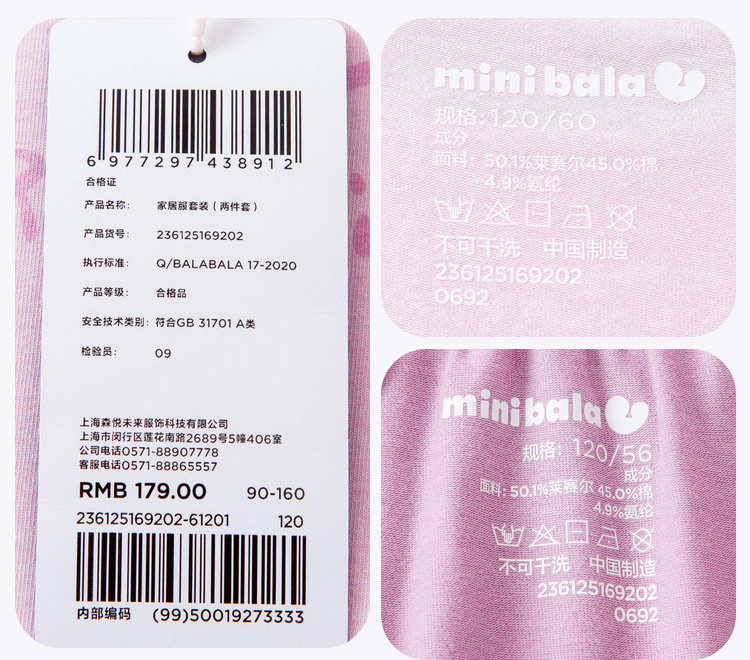 6 977297 438912
合格证
产品名称： 家居服套装（两件套）
产品货号： 236125169202
执行标准： Q/BALABALA 17-2020
产品等级： 合格品
安全技术类别：符合GB 31701 A类
检验员： 09
上海森悦未来服饰科技有限公司
上海市闵行区莲花南路2689号5幢406室
公司电话0571-88907778
客服电话0571-88865557
RMB 179.00 90-160
236125169202-61201 120
内部编码 (99)50019273333
mini bala
规格：120/60
成分
面料：50.1%莱赛尔45.0%棉
4.9%氨纶
不可干洗 中国制造
236125169202
0692
mini bala
规格：120/56
成分
面料：50.1%莱赛尔 45.0%棉
4.9%氨纶
不可干洗 中国制造
236125169202
0692